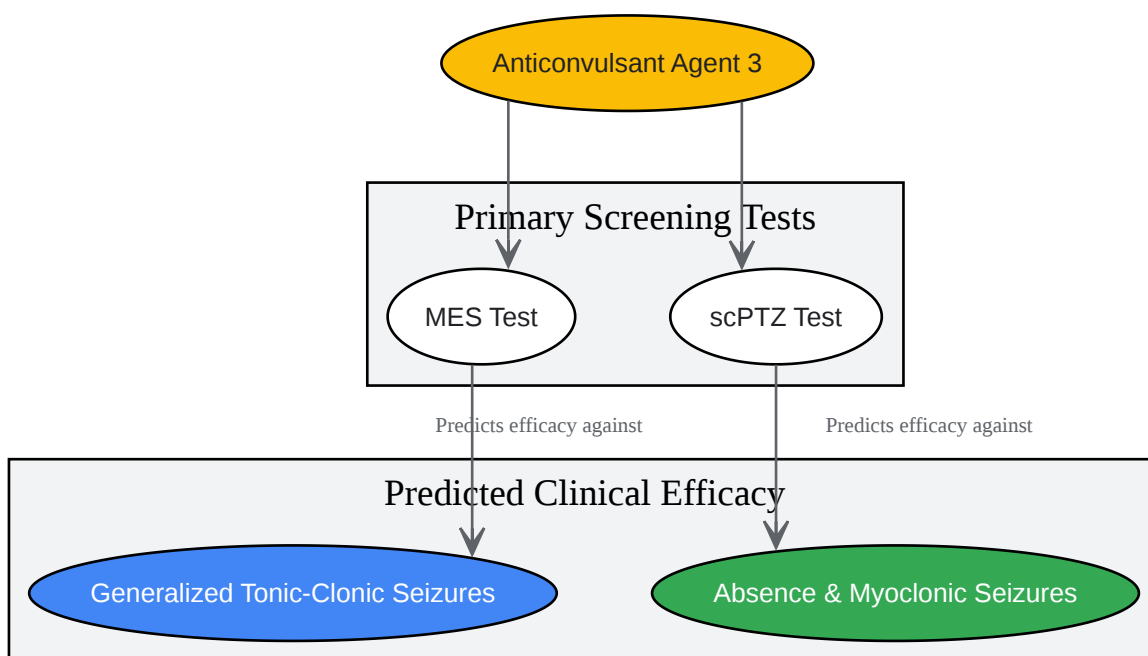 Anticonvulsant Agent 3
Primary Screening Tests
MES Test
scPTZ Test
Predicts efficacy against
Predicts efficacy against
Predicted Clinical Efficacy
Generalized Tonic-Clonic Seizures
Absence & Myoclonic Seizures